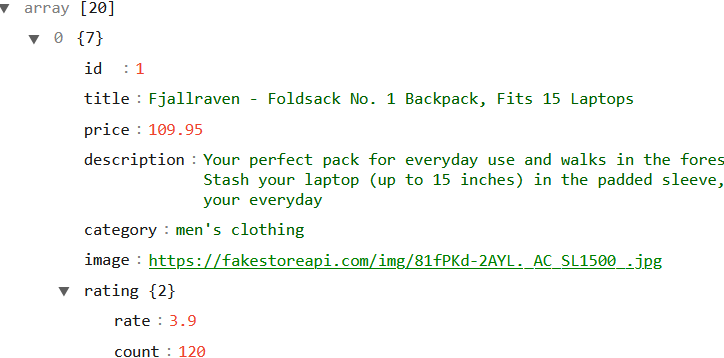 array [20]
0 {7}
id : 1
title : Fjallraven - Foldsack No. 1 Backpack, Fits 15 Laptops
price : 109.95
description : Your perfect pack for everyday use and walks in the fores
Stash your laptop (up to 15 inches) in the padded sleeve,
your everyday
category : men's clothing
image : https://fakestoreapi.com/img/81fPKd-2AYL._AC_SL1500_.jpg
rating {2}
rate : 3.9
count : 120